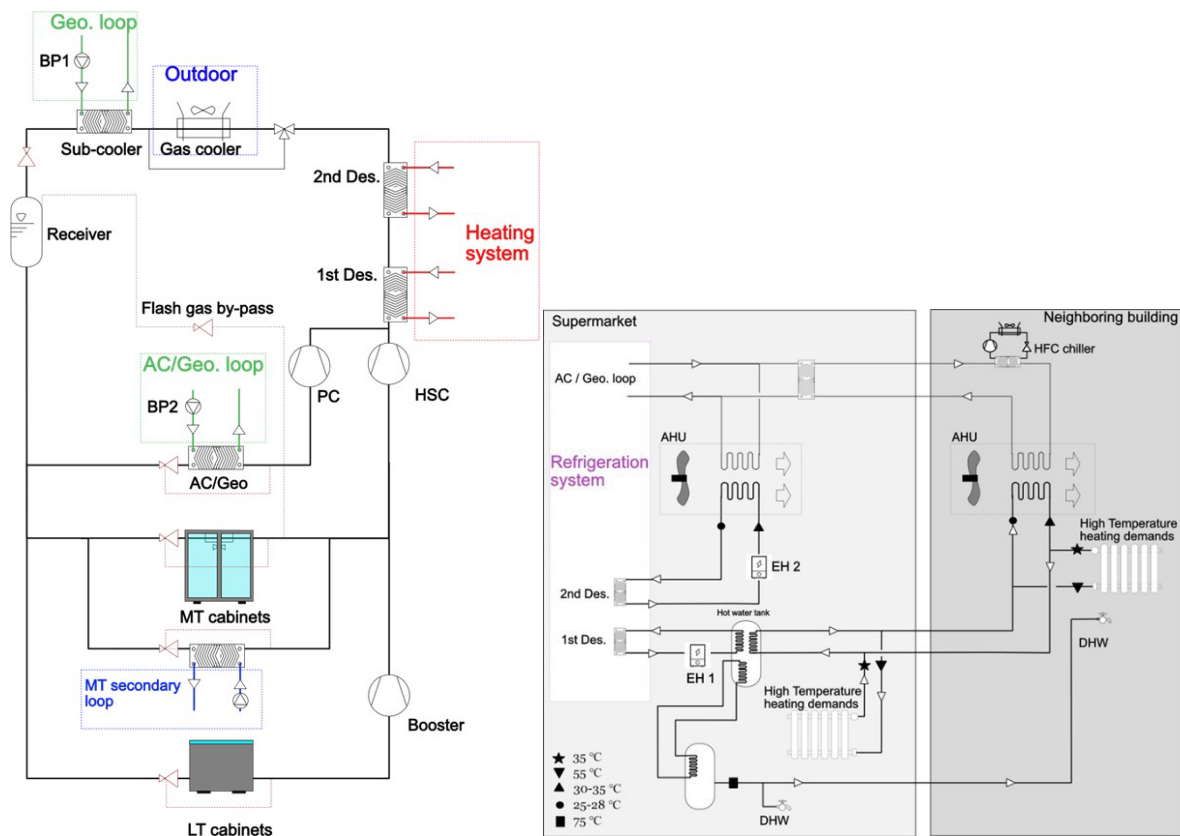 Geo. loop
BP1
Outdoor
Sub-cooler
Gas cooler
2nd Des.
Receiver
Heating
system
1st Des.
Flash gas by-pass
AC/Geo. loop
PC
HSC
BP2
AC/Geo
MT cabinets
MT secondary
loop
Booster
LT cabinets
Supermarket
Neighboring building
HFC chiller
AC / Geo. loop
AHU
AHU
Refrigeration
system
High Temperature
heating demands
EH 2
2nd Des.
Hot water tank
1st Des.
DHW
EH 1
High Temperature
heating demands
35 °C
55 °C
30-35 °C
25-28 °C
75 °C
DHW